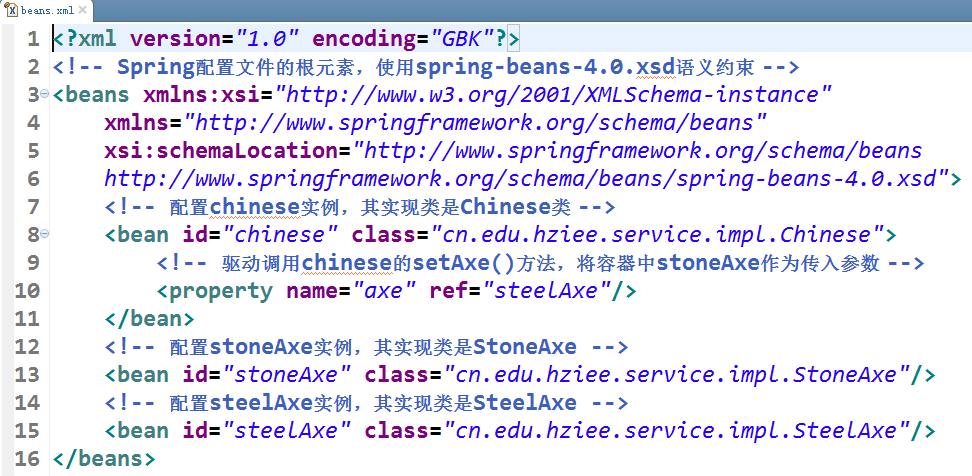 beans.xml
1 <?xml version="1.0" encoding="GBK"?>
2 <!-- Spring配置文件的根元素，使用spring-beans-4.0.xsd语义约束 -->
3 <beans xmlns:xsi="http://www.w3.org/2001/XMLSchema-instance"
4 xmlns="http://www.springframework.org/schema/beans"
5 xsi:schemaLocation="http://www.springframework.org/schema/beans
6 http://www.springframework.org/schema/beans/spring-beans-4.0.xsd">
7 <!-- 配置chinese实例，其实现类是Chinese类 -->
8 <bean id="chinese" class="cn.edu.hziee.service.impl.Chinese">
9 <!-- 驱动调用chinese的setAxe()方法，将容器中stoneAxe作为传入参数 -->
10 <property name="axe" ref="steelAxe"/>
11 </bean>
12 <!-- 配置stoneAxe实例，其实现类是StoneAxe -->
13 <bean id="stoneAxe" class="cn.edu.hziee.service.impl.StoneAxe"/>
14 <!-- 配置steelAxe实例，其实现类是SteelAxe -->
15 <bean id="steelAxe" class="cn.edu.hziee.service.impl.SteelAxe"/>
16 </beans>